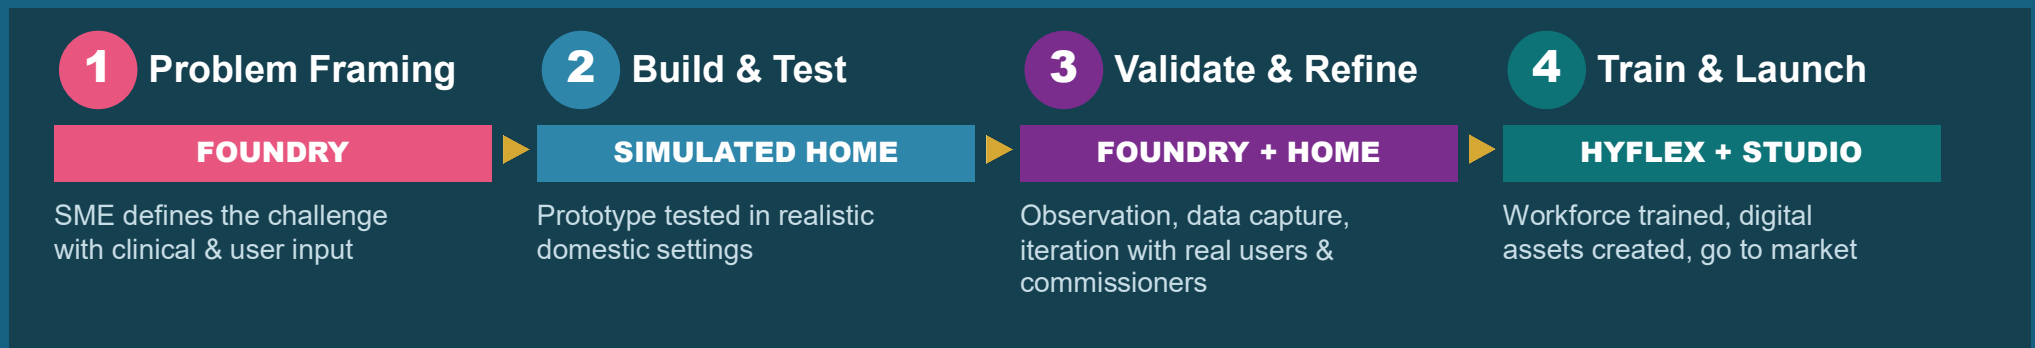 1 Problem Framing
FOUNDRY
SME defines the challenge
with clinical & user input
2 Build & Test
SIMULATED HOME
Prototype tested in realistic
domestic settings
3 Validate & Refine
FOUNDRY + HOME
Observation, data capture,
iteration with real users &
commissioners
4 Train & Launch
HYFLEX + STUDIO
Workforce trained, digital
assets created, go to market